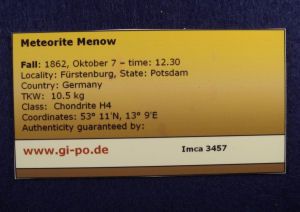 Meteorite Menow
Fall: 1862, Oktober 7 – time: 12.30
Locality: Fürstenburg, State: Potsdam
Country: Germany
TKW: 10.5 kg
Class: Chondrite H4
Coordinates: 53° 11'N, 13° 9'E
Authenticity guaranteed by:
www.gi-po.de Imca 3457